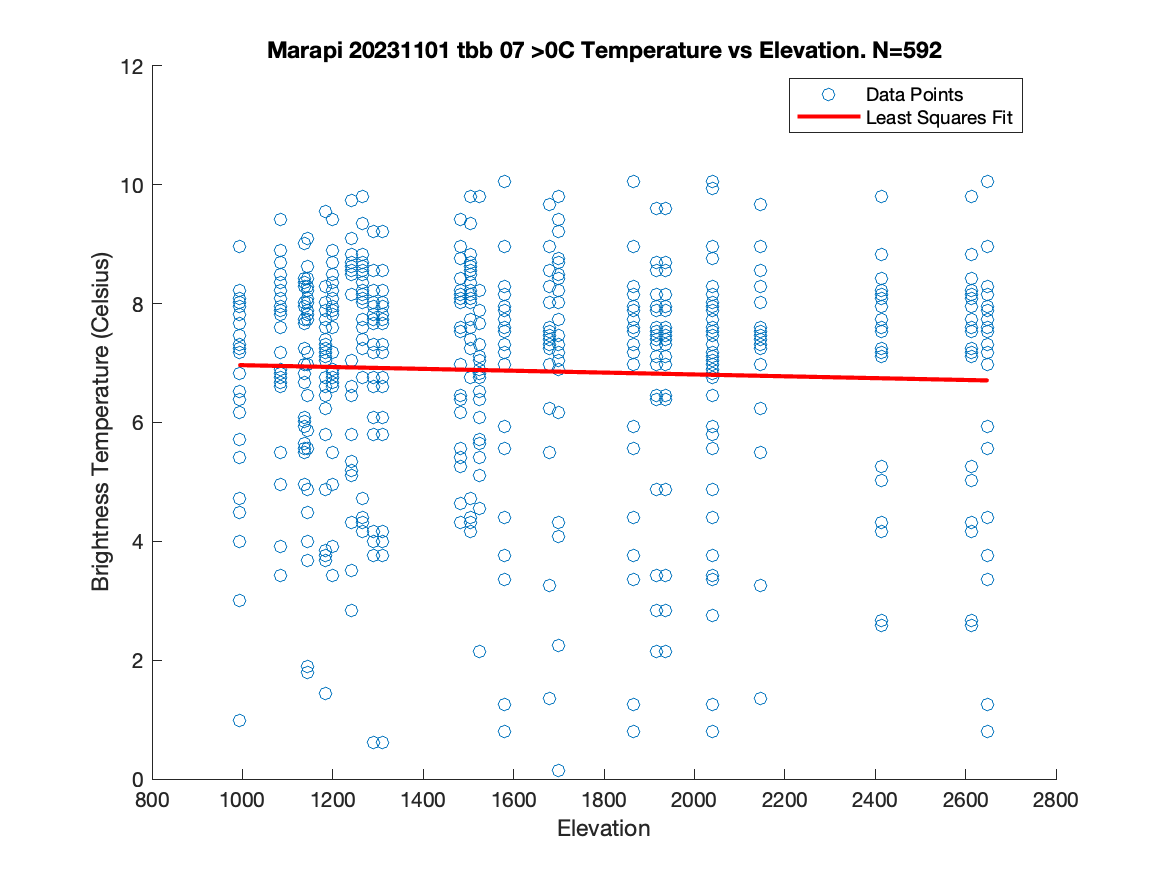 Marapi 20231101 tbb 07 >0C Temperature vs Elevation. N=592
Data Points
Least Squares Fit
Brightness Temperature (Celsius)
12
10
8
6
4
2
0
800 1000 1200 1400 1600 1800 2000 2200 2400 2600 2800
Elevation